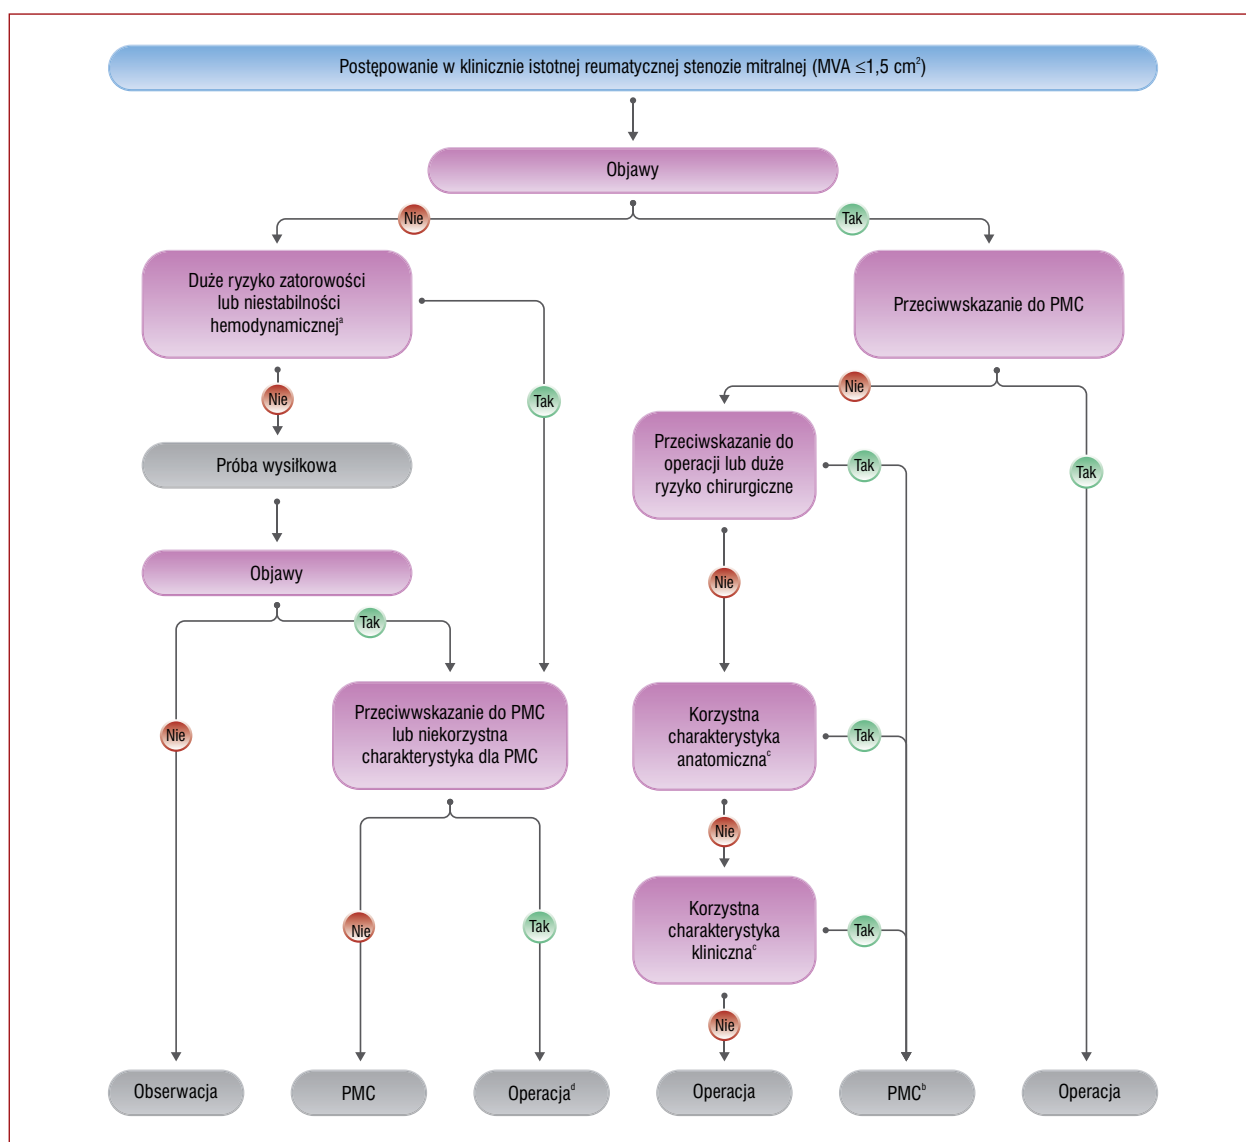 Postępowanie w klinicznie istotnej reumatycznej stenozie mitralnej (MVA ≤1,5 cm²)
Objawy
Nie
Tak
Duże ryzyko zatorowości
lub niestabilności
hemodynamicznejᵃ
Przeciwwskazanie do PMC
Nie
Tak
Nie
Tak
Próba wysiłkowa
Przeciwskazanie do
operacji lub duże
ryzyko chirurgiczne
Tak
Objawy
Nie
Nie
Tak
Przeciwwskazanie do PMC
lub niekorzystna
charakterystyka dla PMC
Korzystna
charakterystyka
anatomicznaᶜ
Tak
Nie
Nie
Tak
Korzystna
charakterystyka
klinicznaᶜ
Tak
Nie
Obserwacja
PMC
Operacjaᵈ
Operacja
PMCᵇ
Operacja